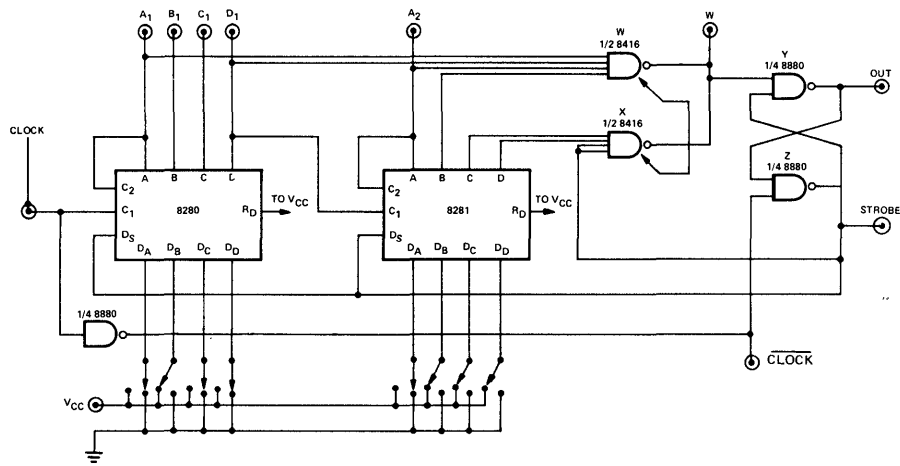 A1 B1 C1 D1 A2 W
W
1/2 8416
Y
1/4 8880
OUT
CLOCK
X
1/2 8416
Z
1/4 8880
A B C D
C2
C1
DS
8280
RD
TO VCC
DA DB DC DD
A B C D
C2
C1
DS
8281
RD
TO VCC
DA DB DC DD
STROBE
1/4 8880
CLOCK
VCC